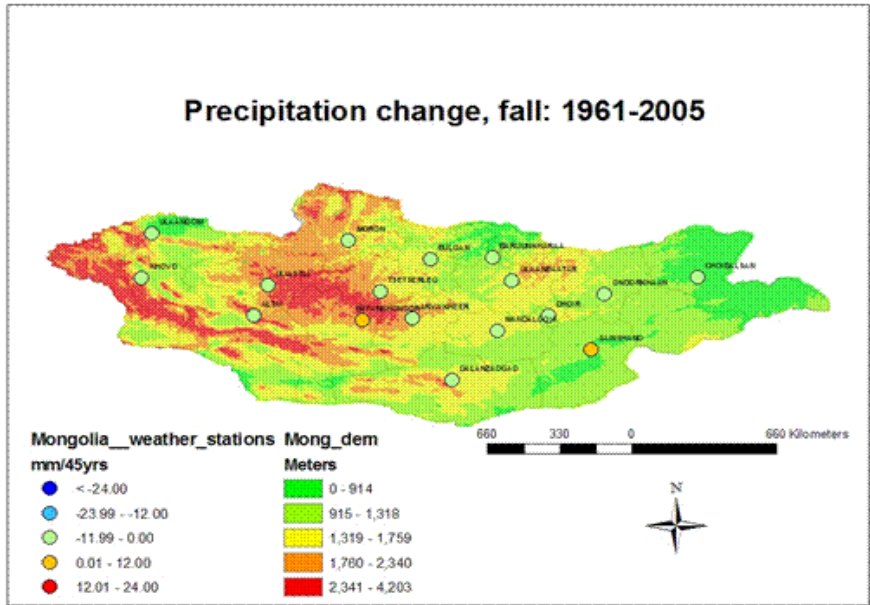 Precipitation change, fall: 1961-2005
ULAANGOM
MORON
BULGAN
BARUUNHARAA
KHOVD
ULIASTAI
TSETSERLEG
ULAANBAATAR
CHOIBALSAN
ALTAI
ARVAIHEER
CHOIR
MANDALGOVI
SAINSHAND
DALANZADGAD
660 330 0 660 Kilometers
Mongolia__weather_stations
mm/45yrs
< -24.00
-23.99 - -12.00
-11.99 - 0.00
0.01 - 12.00
12.01 - 24.00
Mong_dem
Meters
0 - 914
915 - 1,318
1,319 - 1,759
1,760 - 2,340
2,341 - 4,203
N